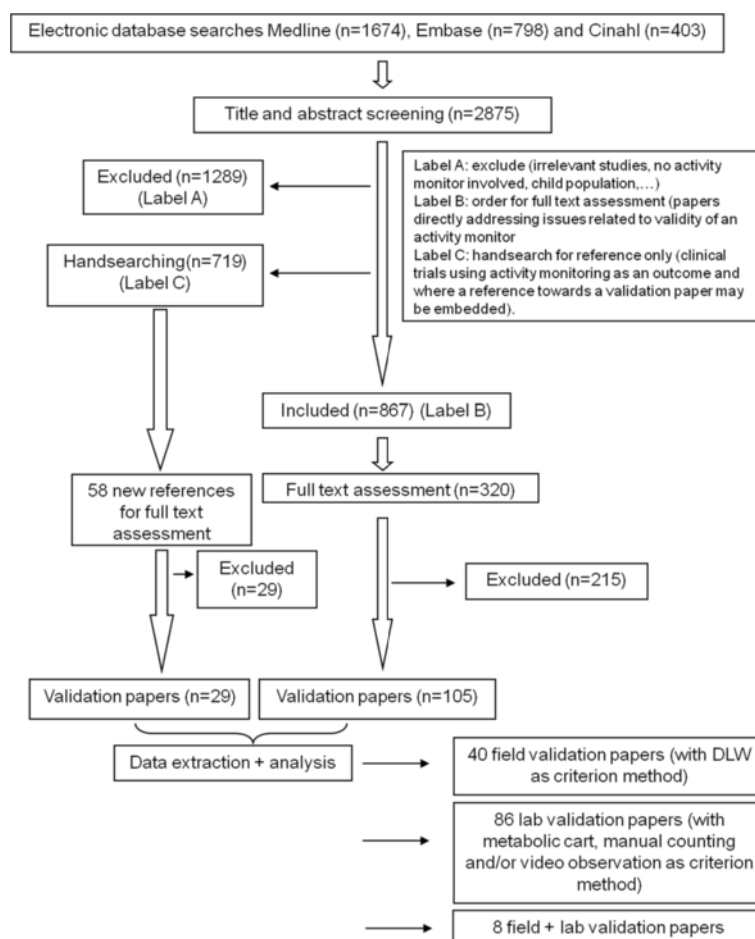 Electronic database searches Medline (n=1674), Embase (n=798) and Cinahl (n=403)
Title and abstract screening (n=2875)
Excluded (n=1289)
(Label A)
Label A: exclude (irrelevant studies, no activity
monitor involved, child population,...)
Label B: order for full text assessment (papers
directly addressing issues related to validity of an
activity monitor
Label C: handsearch for reference only (clinical
trials using activity monitoring as an outcome and
where a reference towards a validation paper may
be embedded).
Handsearching(n=719)
(Label C)
Included (n=867) (Label B)
58 new references
for full text
assessment
Full text assessment (n=320)
Excluded
(n=29)
Excluded (n=215)
Validation papers (n=29)
Validation papers (n=105)
Data extraction + analysis
40 field validation papers (with DLW
as criterion method)
86 lab validation papers (with
metabolic cart, manual counting
and/or video observation as criterion
method)
8 field + lab validation papers